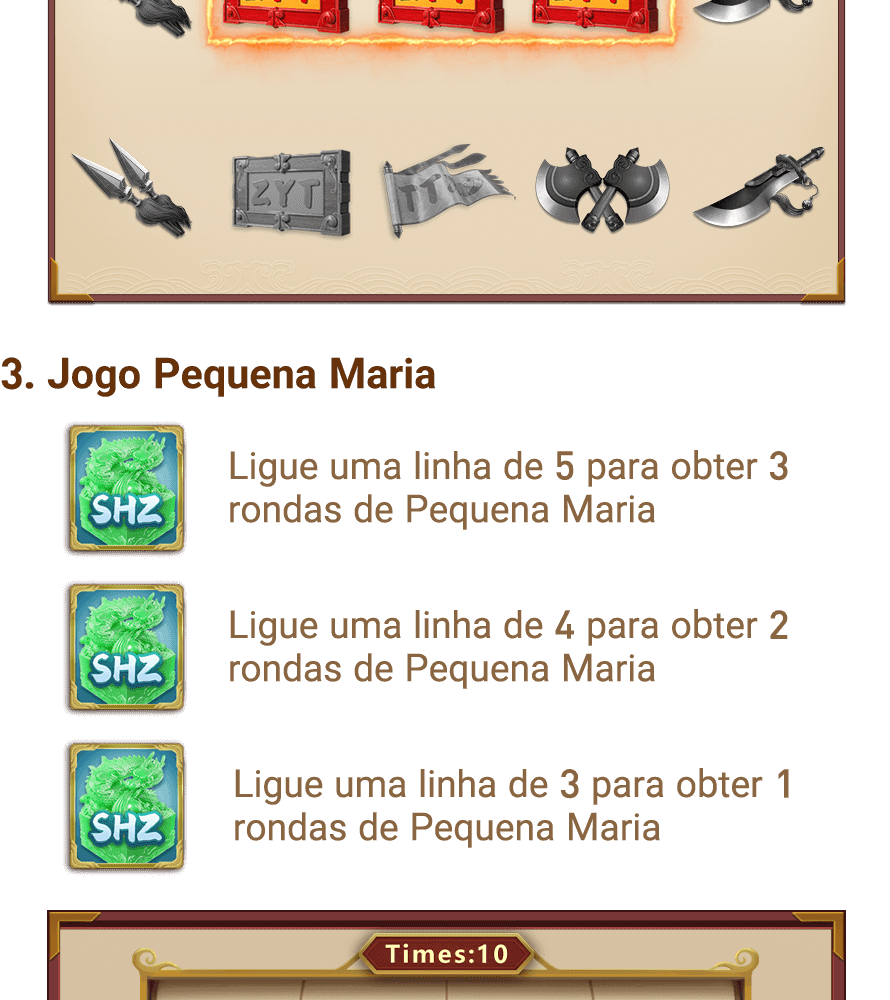 ZYT
3. Jogo Pequena Maria
SHZ
Ligue uma linha de 5 para obter 3
rondas de Pequena Maria
SHZ
Ligue uma linha de 4 para obter 2
rondas de Pequena Maria
SHZ
Ligue uma linha de 3 para obter 1
rondas de Pequena Maria
Times:10